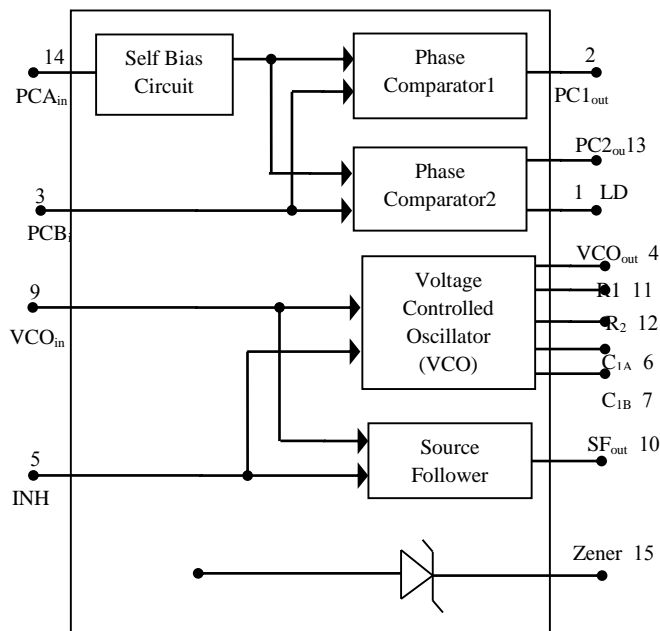 14
PCAin
Self Bias
Circuit
Phase
Comparator1
2
PC1out
3
PCBi
Phase
Comparator2
PC2ou13
1 LD
9
VCOin
Voltage
Controlled
Oscillator
(VCO)
VCOout 4
R1 11
R2 12
C1A 6
C1B 7
5
INH
Source
Follower
SFout 10
Zener 15